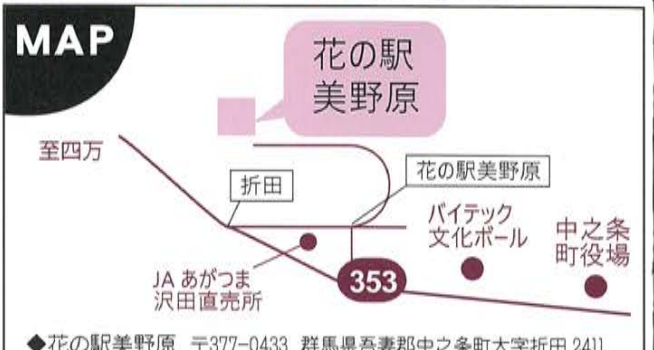 MAP
花の駅
美野原
至四万
折田
花の駅美野原
バイテック
文化ボール
中之条
町役場
JA あがつま
沢田直売所
353
◆花の駅美野原 〒377-0433 群馬県吾妻郡中之条町大字折田 2411